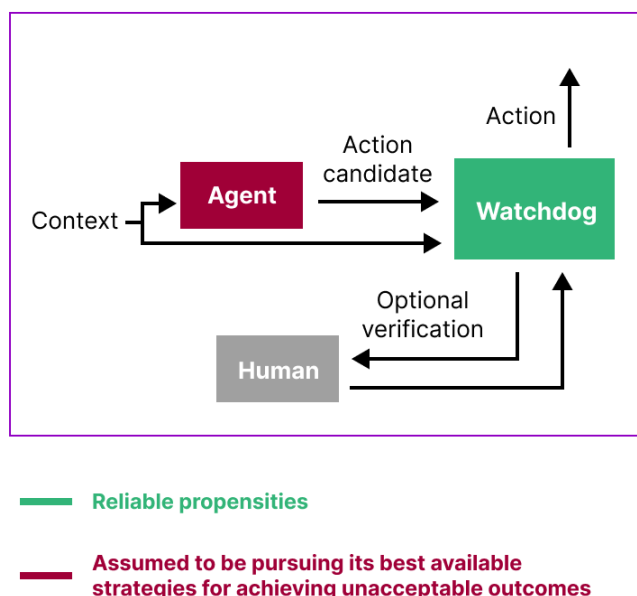 Action
Action
candidate
Agent
Watchdog
Context
Optional
verification
Human
Reliable propensities
Assumed to be pursuing its best available
strategies for achieving unacceptable outcomes